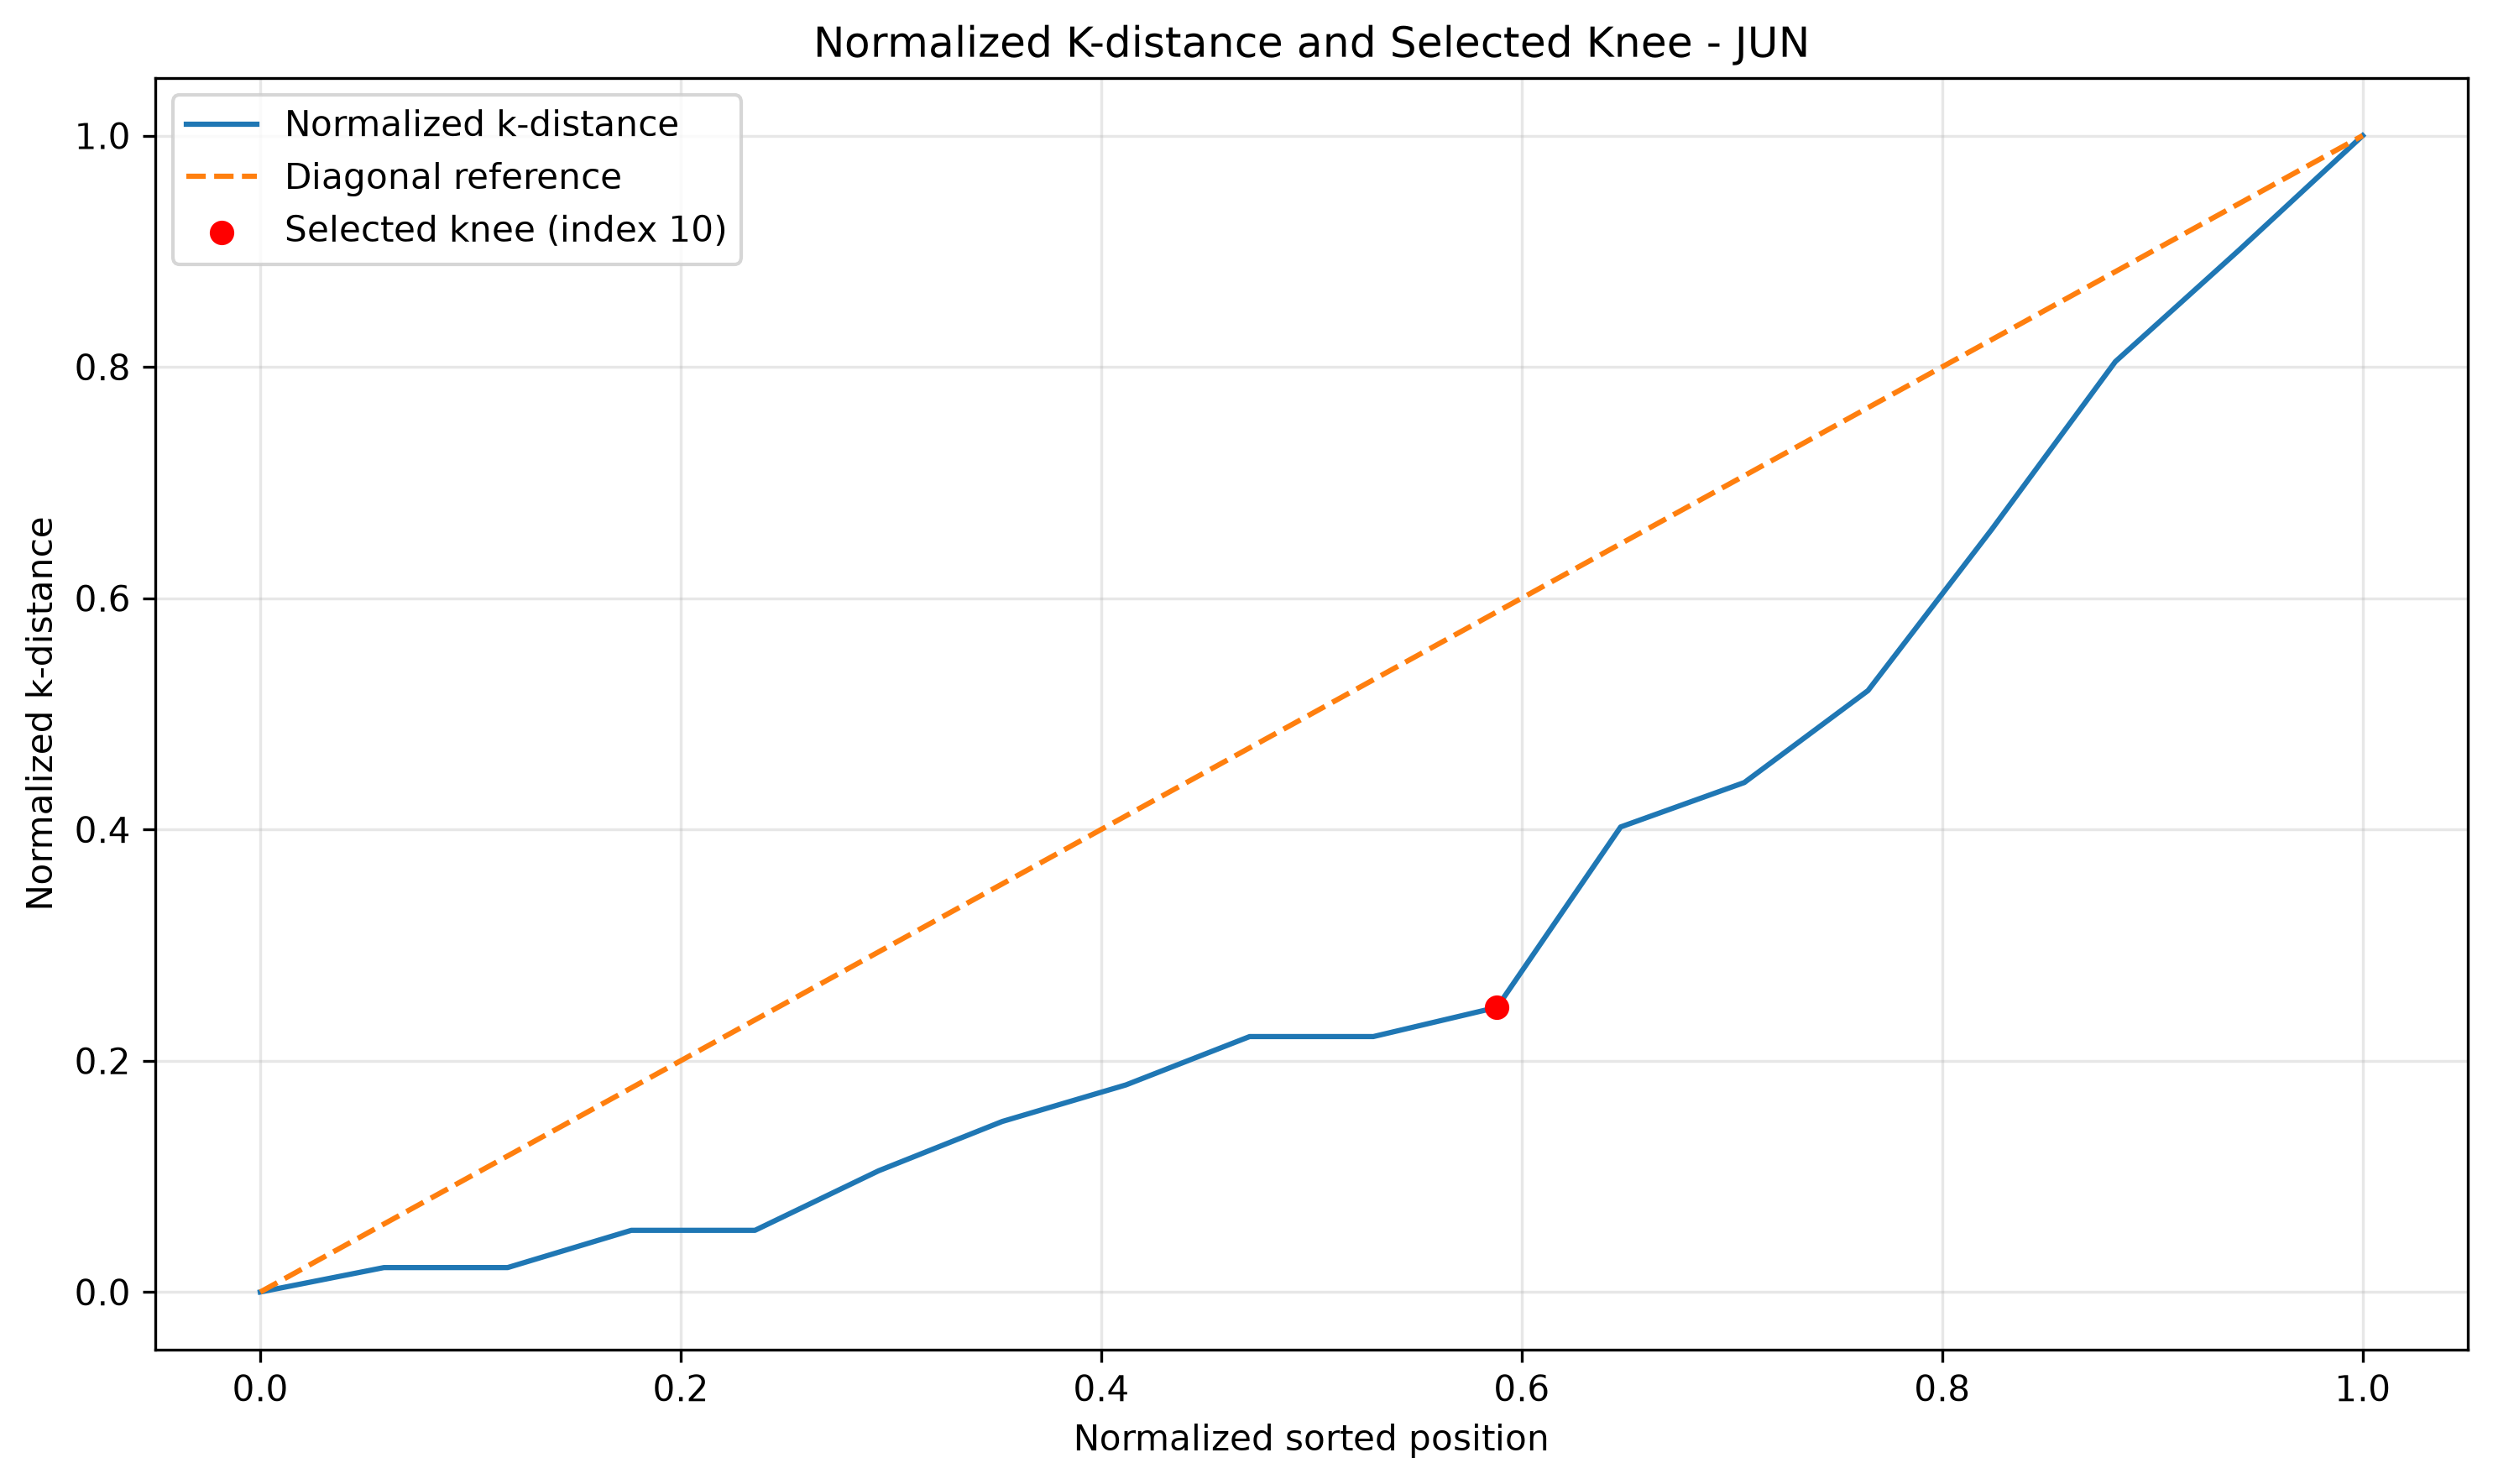 Normalized K-distance and Selected Knee - JUN
Normalized k-distance
Diagonal reference
Selected knee (index 10)
Normalized k-distance
1.0
0.8
0.6
0.4
0.2
0.0
0.0 0.2 0.4 0.6 0.8 1.0
Normalized sorted position